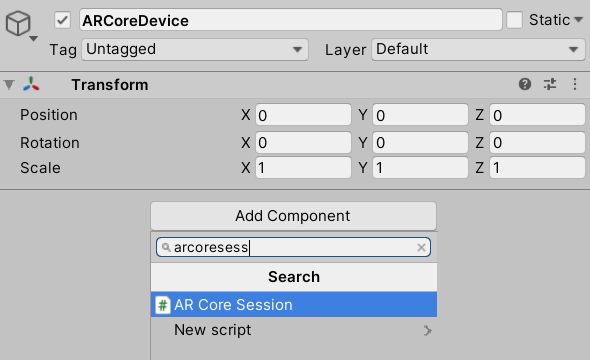 ARCoreDevice Static
Tag Untagged Layer Default
Transform
Position X 0 Y 0 Z 0
Rotation X 0 Y 0 Z 0
Scale X 1 Y 1 Z 1
Add Component
arcoresess
Search
# AR Core Session
New script